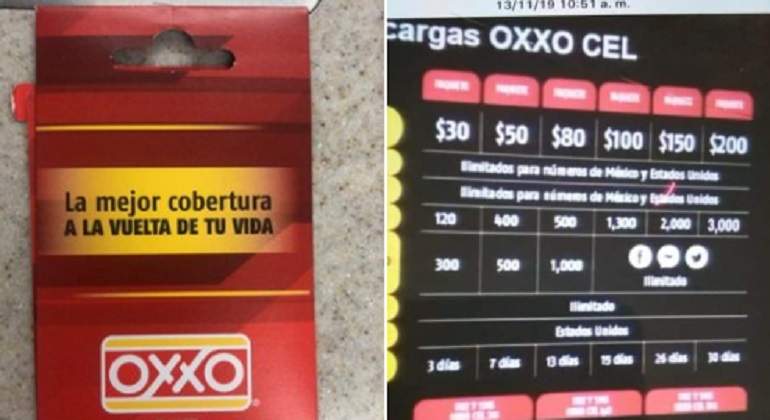 La mejor cobertura
A LA VUELTA DE TU VIDA
OXXO
13/11/19 10:51 a. m.
cargas OXXO CEL
PAQUETE PAQUETE PAQUETE PAQUETE PAQUETE PAQUETE
$30 $50 $80 $100 $150 $200
Ilimitados para números de México y Estados Unidos
Ilimitados para números de México y Estados Unidos
120 400 500 1,300 2,000 3,000
300 500 1,000
Ilimitado
Ilimitado
Estados Unidos
3 días 7 días 13 días 15 días 26 días 30 días